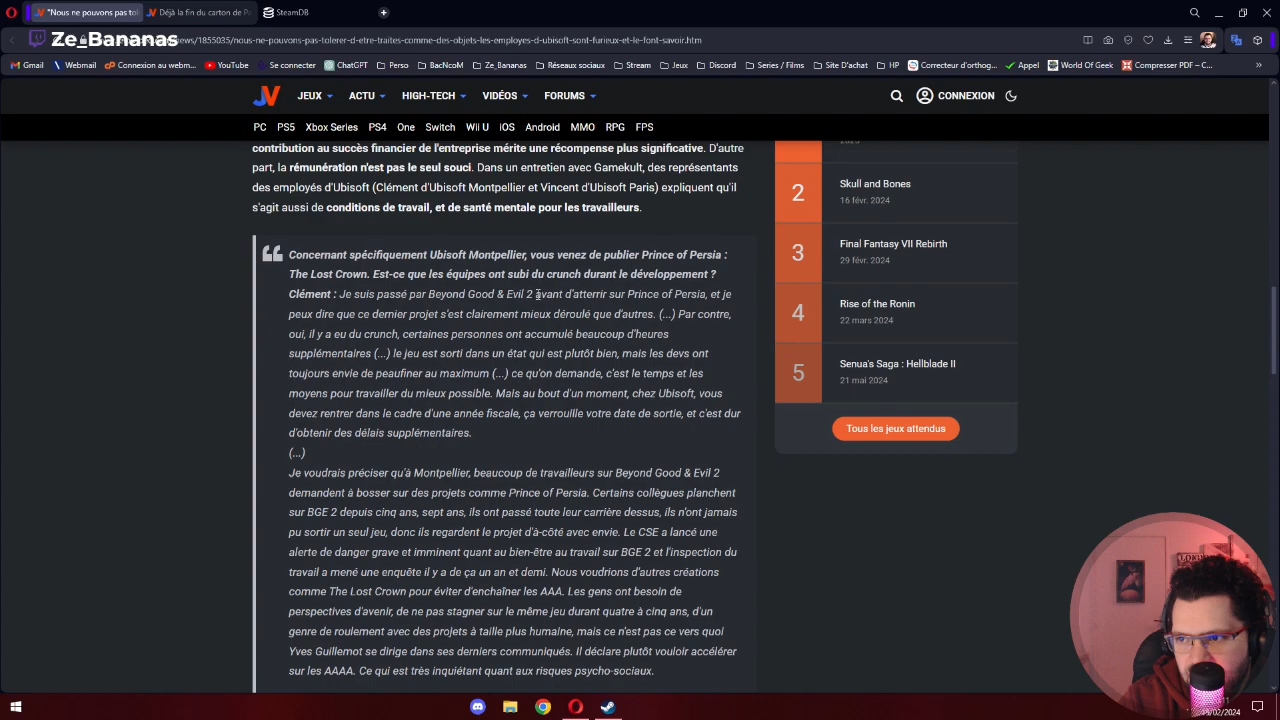 "Nous ne pouvons pas tol
Déjà la fin du carton de Pa
SteamDB
Ze_Bananas
news/1855035/nous-ne-pouvons-pas-tolerer-d-etre-traites-comme-des-objets-les-employes-d-ubisoft-sont-furieux-et-le-font-savoir.htm
Gmail Webmail Connexion au webm... YouTube Se connecter ChatGPT Perso BacNcoM Ze_Bananas Réseaux sociaux Stream Jeux Discord Series / Films Site D'achat HP Correcteur d'orthog... Appel World Of Geek Compresser PDF – C... »
JV JEUX ACTU HIGH-TECH VIDÉOS FORUMS CONNEXION
PC PS5 Xbox Series PS4 One Switch Wii U iOS Android MMO RPG FPS
contribution au succès financier de l'entreprise mérite une récompense plus significative. D'autre
part, la rémunération n'est pas le seul souci. Dans un entretien avec Gamekult, des représentants
des employés d'Ubisoft (Clément d'Ubisoft Montpellier et Vincent d'Ubisoft Paris) expliquent qu'il
s'agit aussi de conditions de travail, et de santé mentale pour les travailleurs.
Concernant spécifiquement Ubisoft Montpellier, vous venez de publier Prince of Persia :
The Lost Crown. Est-ce que les équipes ont subi du crunch durant le développement ?
Clément : Je suis passé par Beyond Good & Evil 2 avant d'atterrir sur Prince of Persia, et je
peux dire que ce dernier projet s'est clairement mieux déroulé que d'autres. (...) Par contre,
oui, il y a eu du crunch, certaines personnes ont accumulé beaucoup d'heures
supplémentaires (...) le jeu est sorti dans un état qui est plutôt bien, mais les devs ont
toujours envie de peaufiner au maximum (...) ce qu'on demande, c'est le temps et les
moyens pour travailler du mieux possible. Mais au bout d'un moment, chez Ubisoft, vous
devez rentrer dans le cadre d'une année fiscale, ça verrouille votre date de sortie, et c'est dur
d'obtenir des délais supplémentaires.
(...)
Je voudrais préciser qu'à Montpellier, beaucoup de travailleurs sur Beyond Good & Evil 2
demandent à bosser sur des projets comme Prince of Persia. Certains collègues planchent
sur BGE 2 depuis cinq ans, sept ans, ils ont passé toute leur carrière dessus, ils n'ont jamais
pu sortir un seul jeu, donc ils regardent le projet d'à-côté avec envie. Le CSE a lancé une
alerte de danger grave et imminent quant au bien-être au travail sur BGE 2 et l'inspection du
travail a mené une enquête il y a de ça un an et demi. Nous voudrions d'autres créations
comme The Lost Crown pour éviter d'enchaîner les AAA. Les gens ont besoin de
perspectives d'avenir, de ne pas stagner sur le même jeu durant quatre à cinq ans, d'un
genre de roulement avec des projets à taille plus humaine, mais ce n'est pas ce vers quoi
Yves Guillemot se dirige dans ses derniers communiqués. Il déclare plutôt vouloir accélérer
sur les AAAA. Ce qui est très inquiétant quant aux risques psycho-sociaux.
2 Skull and Bones
16 févr. 2024
3 Final Fantasy VII Rebirth
29 févr. 2024
4 Rise of the Ronin
22 mars 2024
5 Senua's Saga : Hellblade II
21 mai 2024
Tous les jeux attendus